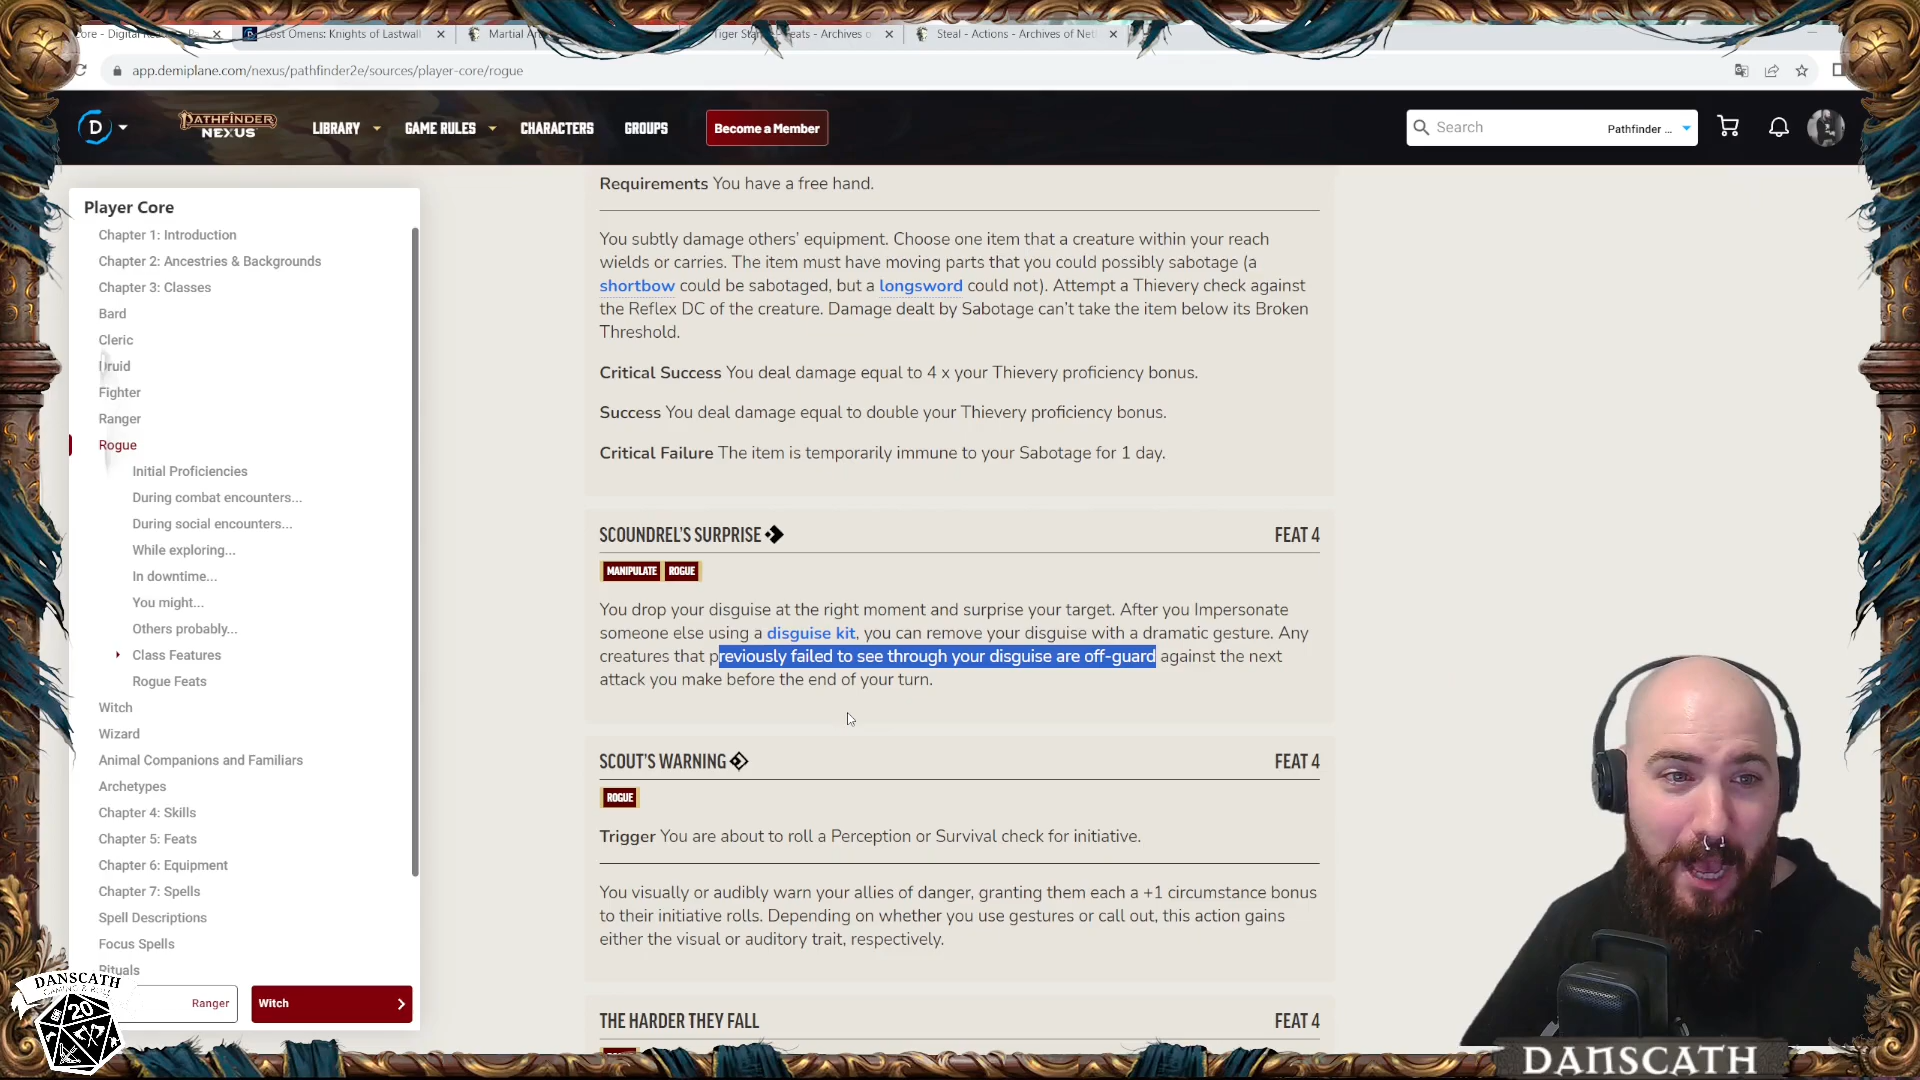 Core - Digital Rea
Lost Omens: Knights of Lastwall
Martial Ar
Tiger Stan
eats - Archives o
Steal - Actions - Archives of Net
app.demiplane.com/nexus/pathfinder2e/sources/player-core/rogue
D
PATHFINDER
NEXUS
LIBRARY
GAME RULES
CHARACTERS
GROUPS
Become a Member
Search
Pathfinder ...
Player Core
Chapter 1: Introduction
Chapter 2: Ancestries & Backgrounds
Chapter 3: Classes
Bard
Cleric
Druid
Fighter
Ranger
Rogue
Initial Proficiencies
During combat encounters...
During social encounters...
While exploring...
In downtime...
You might...
Others probably...
Class Features
Rogue Feats
Witch
Wizard
Animal Companions and Familiars
Archetypes
Chapter 4: Skills
Chapter 5: Feats
Chapter 6: Equipment
Chapter 7: Spells
Spell Descriptions
Focus Spells
Rituals
Ranger
Witch
Requirements You have a free hand.
You subtly damage others' equipment. Choose one item that a creature within your reach
wields or carries. The item must have moving parts that you could possibly sabotage (a
shortbow could be sabotaged, but a longsword could not). Attempt a Thievery check against
the Reflex DC of the creature. Damage dealt by Sabotage can't take the item below its Broken
Threshold.
Critical Success You deal damage equal to 4 x your Thievery proficiency bonus.
Success You deal damage equal to double your Thievery proficiency bonus.
Critical Failure The item is temporarily immune to your Sabotage for 1 day.
SCOUNDREL'S SURPRISE
FEAT 4
MANIPULATE ROGUE
You drop your disguise at the right moment and surprise your target. After you Impersonate
someone else using a disguise kit, you can remove your disguise with a dramatic gesture. Any
creatures that previously failed to see through your disguise are off-guard against the next
attack you make before the end of your turn.
SCOUT'S WARNING
FEAT 4
ROGUE
Trigger You are about to roll a Perception or Survival check for initiative.
You visually or audibly warn your allies of danger, granting them each a +1 circumstance bonus
to their initiative rolls. Depending on whether you use gestures or call out, this action gains
either the visual or auditory trait, respectively.
THE HARDER THEY FALL
FEAT 4
DANSCATH
20
DANSCATH